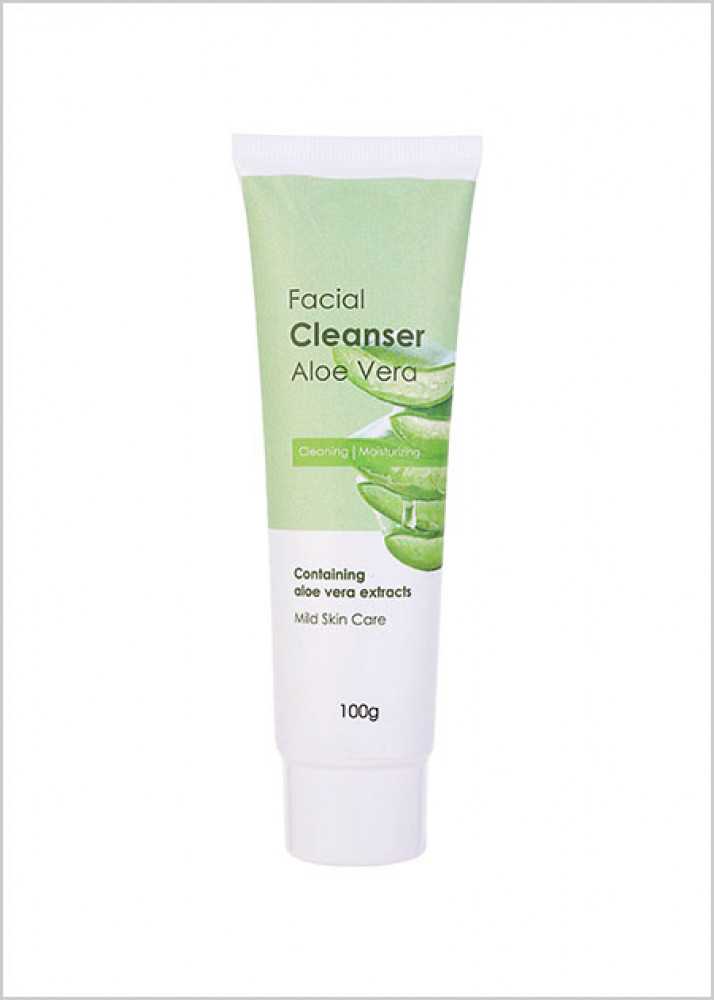 Facial
Cleanser
Aloe Vera
Cleaning | Moisturizing
Containing
aloe vera extracts
Mild Skin Care
100g